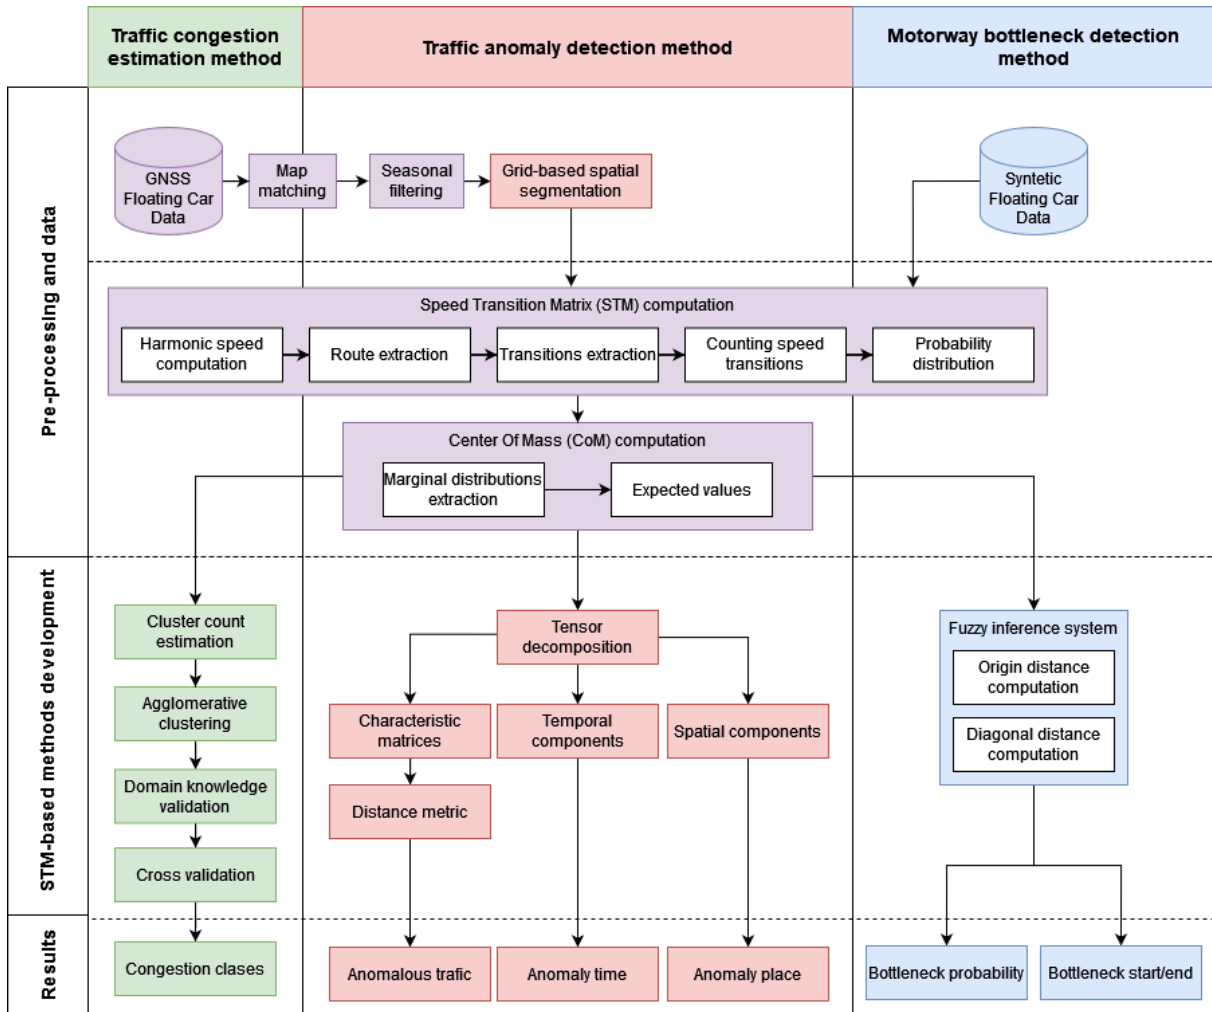 Traffic congestion
estimation method
Traffic anomaly detection method
Motorway bottleneck detection
method
Pre-processing and data
GNSS
Floating Car
Data
Map
matching
Seasonal
filtering
Grid-based spatial
segmentation
Syntetic
Floating Car
Data
Speed Transition Matrix (STM) computation
Harmonic speed
computation
Route extraction
Transitions extraction
Counting speed
transitions
Probability
distribution
Center Of Mass (CoM) computation
Marginal distributions
extraction
Expected values
STM-based methods development
Cluster count
estimation
Agglomerative
clustering
Domain knowledge
validation
Cross validation
Tensor
decomposition
Characteristic
matrices
Temporal
components
Spatial components
Distance metric
Fuzzy inference system
Origin distance
computation
Diagonal distance
computation
Results
Congestion clases
Anomalous trafic
Anomaly time
Anomaly place
Bottleneck probability
Bottleneck start/end